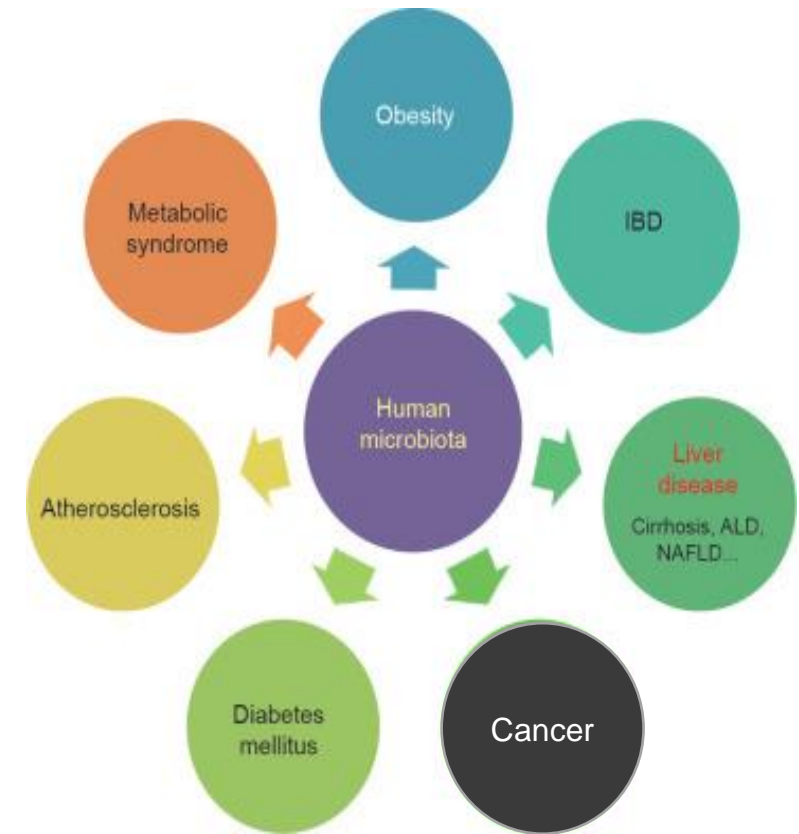 Obesity
Metabolic
syndrome
IBD
Human
microbiota
Atherosclerosis
Liver
disease
Cirrhosis, ALD,
NAFLD...
Diabetes
mellitus
Cancer